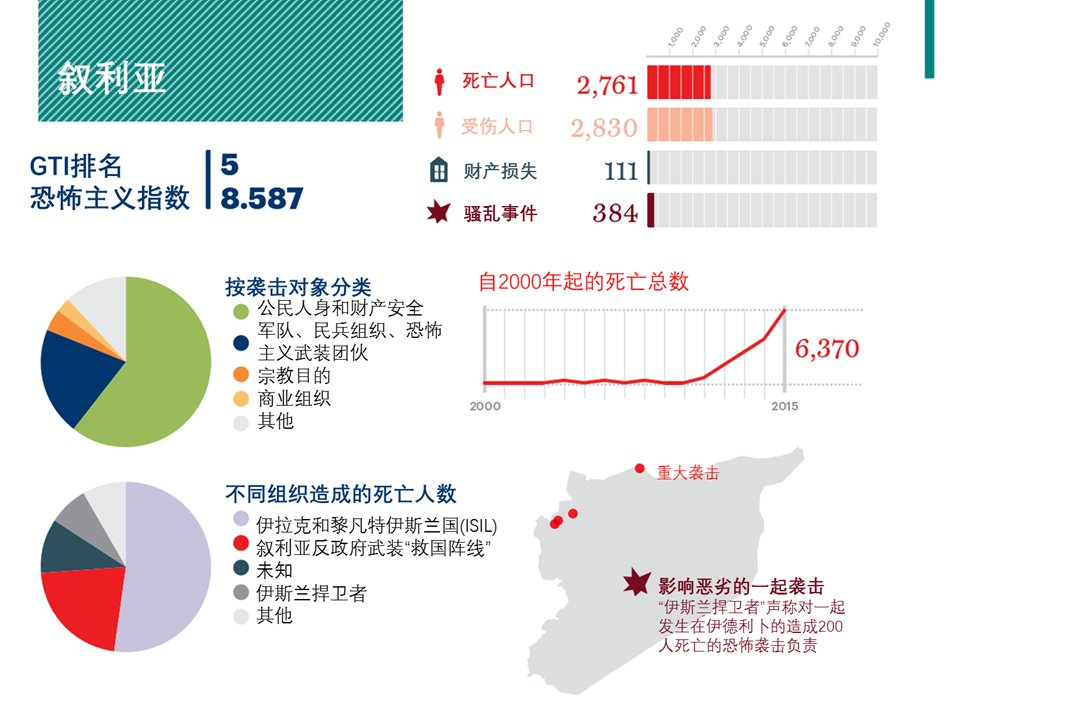 叙利亚
GTI排名 5
恐怖主义指数 8.587
1,000 2,000 3,000 4,000 5,000 6,000 7,000 8,000 9,000 10,000
死亡人口 2,761
受伤人口 2,830
财产损失 111
骚乱事件 384
按袭击对象分类
公民人身和财产安全
军队、民兵组织、恐怖
主义武装团伙
宗教目的
商业组织
其他
自2000年起的死亡总数
6,370
2000 2015
不同组织造成的死亡人数
伊拉克和黎凡特伊斯兰国(ISIL)
叙利亚反政府武装“救国阵线”
未知
伊斯兰捍卫者
其他
重大袭击
影响恶劣的一起袭击
“伊斯兰捍卫者”声称对一起
发生在伊德利卜的造成200
人死亡的恐怖袭击负责